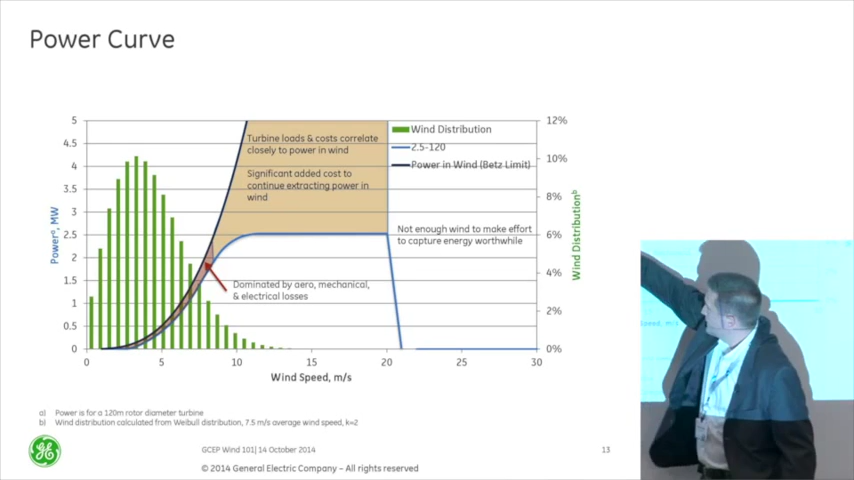 Power Curve
5
4.5
4
3.5
3
2.5
2
1.5
1
0.5
0
Powerᵃ, MW
12%
10%
8%
6%
4%
2%
0%
Wind Distributionᵇ
Wind Distribution
2.5-120
Power in Wind (Betz Limit)
Turbine loads & costs correlate
closely to power in wind
Significant added cost to
continue extracting power in
wind
Not enough wind to make effort
to capture energy worthwhile
Dominated by aero, mechanical,
& electrical losses
0
5
10
15
20
25
30
Wind Speed, m/s
a) Power is for a 120m rotor diameter turbine
b) Wind distribution calculated from Weibull distribution, 7.5 m/s average wind speed, k=2
GCEP Wind 101| 14 October 2014
13
© 2014 General Electric Company – All rights reserved